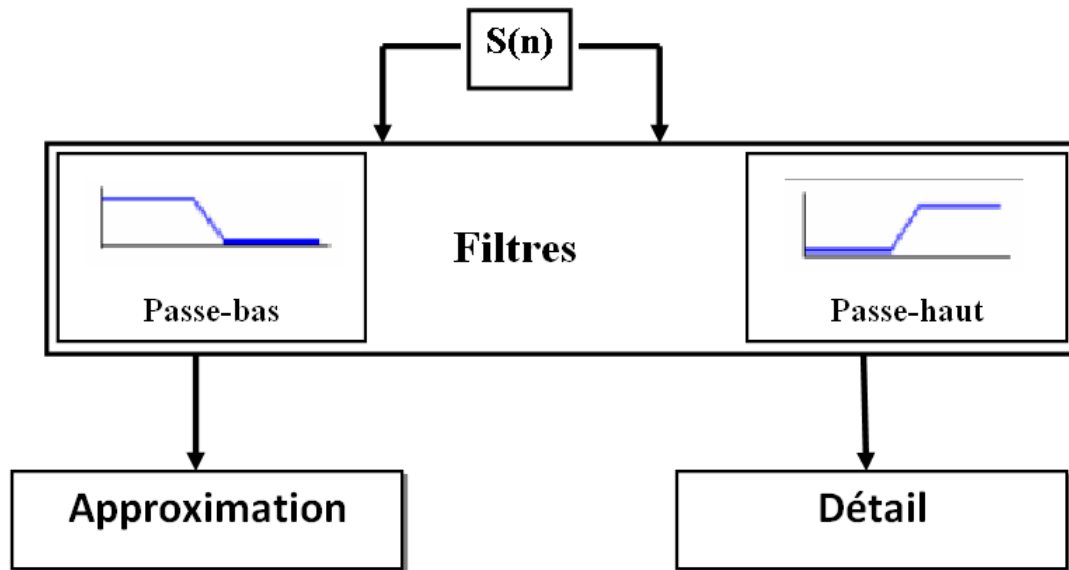 S(n)
Filtres
Passe-bas
Passe-haut
Approximation
Détail